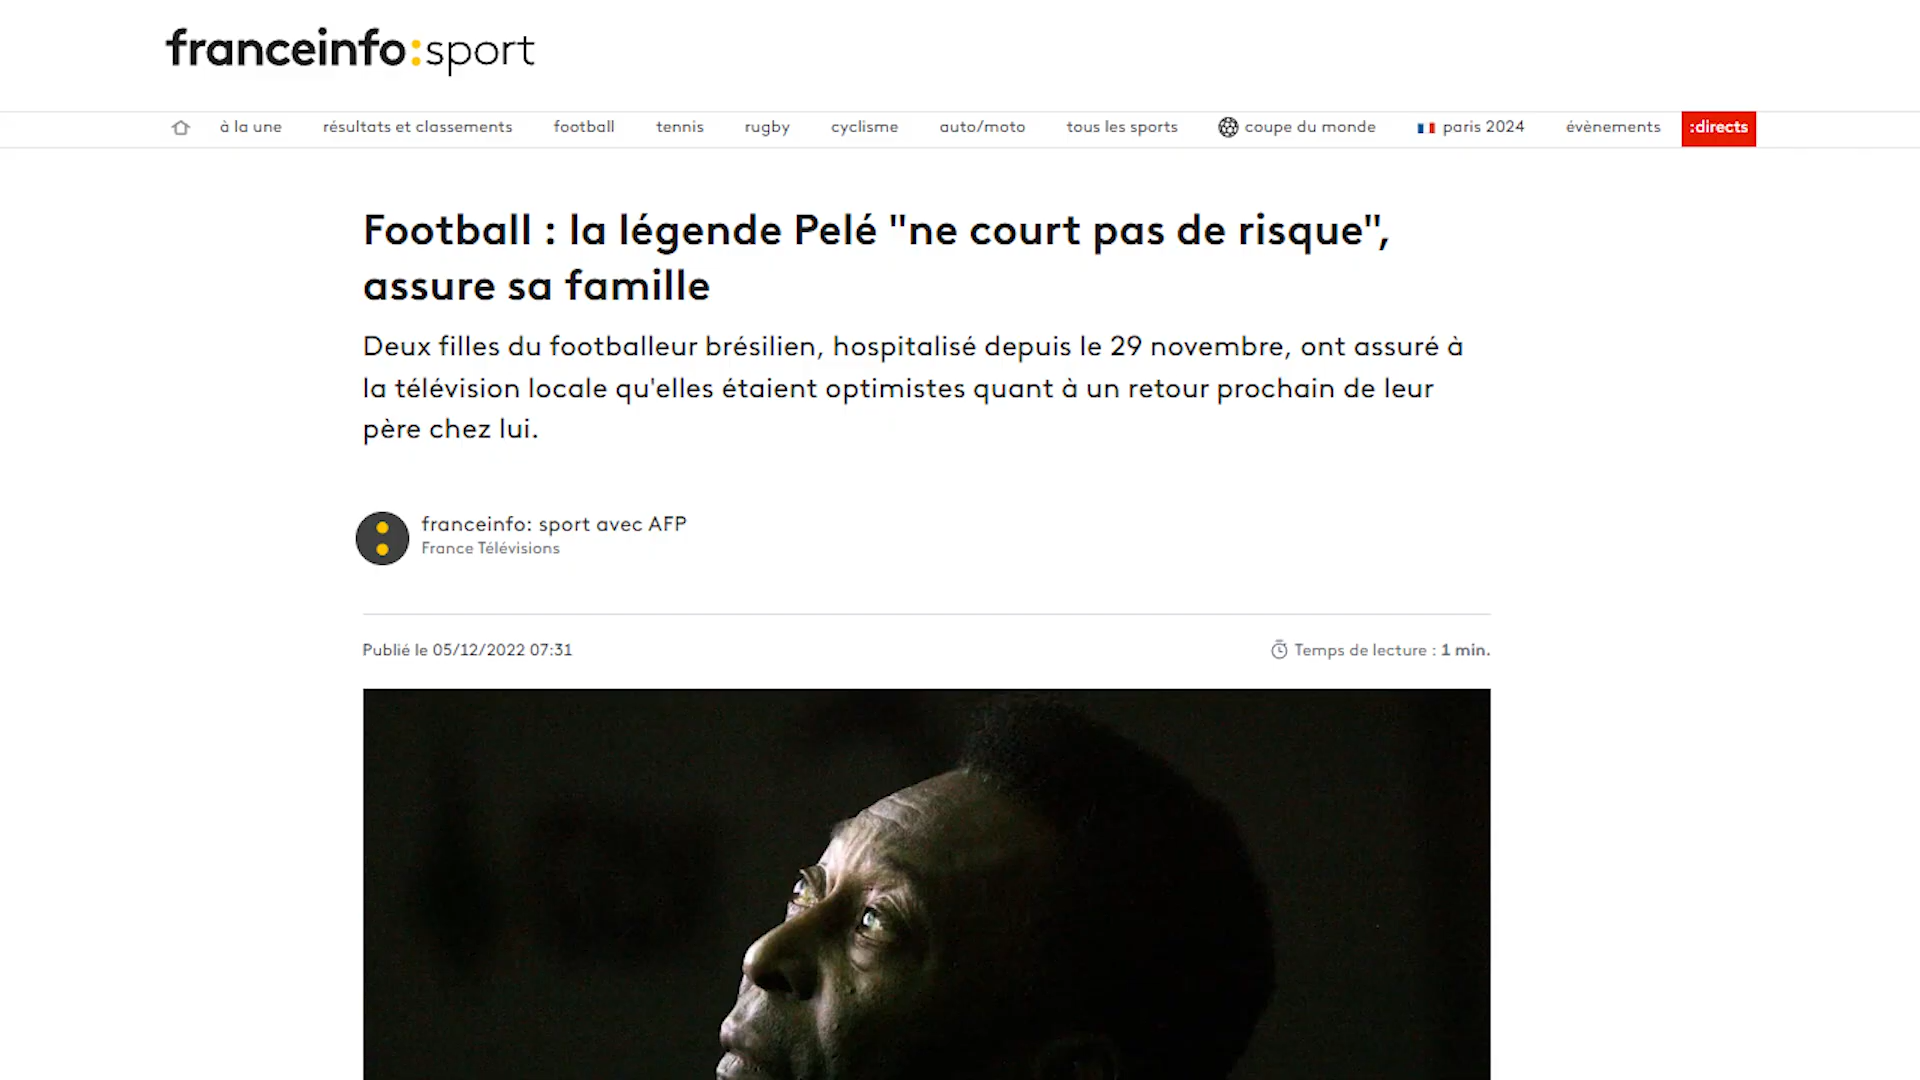 franceinfo:sport
à la une résultats et classements football tennis rugby cyclisme auto/moto tous les sports coupe du monde paris 2024 évènements :directs
Football : la légende Pelé "ne court pas de risque",
assure sa famille
Deux filles du footballeur brésilien, hospitalisé depuis le 29 novembre, ont assuré à
la télévision locale qu'elles étaient optimistes quant à un retour prochain de leur
père chez lui.
franceinfo: sport avec AFP
France Télévisions
Publié le 05/12/2022 07:31 Temps de lecture : 1 min.